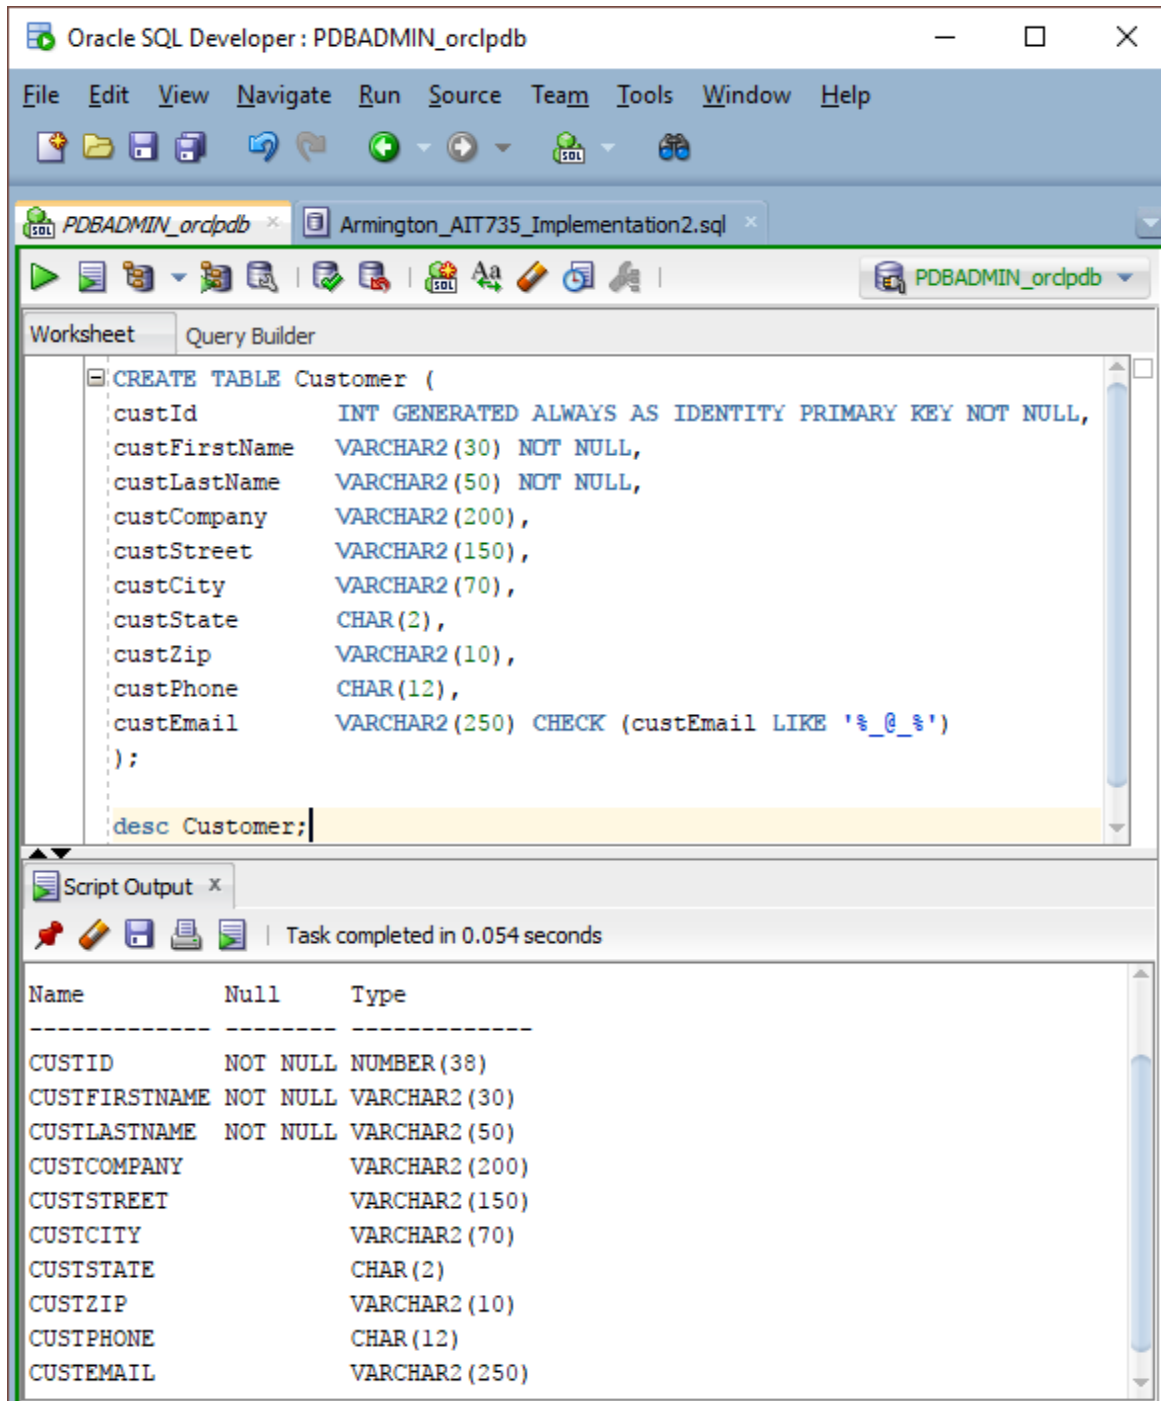 Oracle SQL Developer : PDBADMIN_orclpdb
File Edit View Navigate Run Source Team Tools Window Help
PDBADMIN_orclpdb Armington_AIT735_Implementation2.sql
PDBADMIN_orclpdb
Worksheet Query Builder
CREATE TABLE Customer (
custId INT GENERATED ALWAYS AS IDENTITY PRIMARY KEY NOT NULL,
custFirstName VARCHAR2(30) NOT NULL,
custLastName VARCHAR2(50) NOT NULL,
custCompany VARCHAR2(200),
custStreet VARCHAR2(150),
custCity VARCHAR2(70),
custState CHAR(2),
custZip VARCHAR2(10),
custPhone CHAR(12),
custEmail VARCHAR2(250) CHECK (custEmail LIKE '%_@_%')
);
desc Customer;
Script Output
Task completed in 0.054 seconds
Name Null Type
------------- -------- -------------
CUSTID NOT NULL NUMBER(38)
CUSTFIRSTNAME NOT NULL VARCHAR2(30)
CUSTLASTNAME NOT NULL VARCHAR2(50)
CUSTCOMPANY VARCHAR2(200)
CUSTSTREET VARCHAR2(150)
CUSTCITY VARCHAR2(70)
CUSTSTATE CHAR(2)
CUSTZIP VARCHAR2(10)
CUSTPHONE CHAR(12)
CUSTEMAIL VARCHAR2(250)